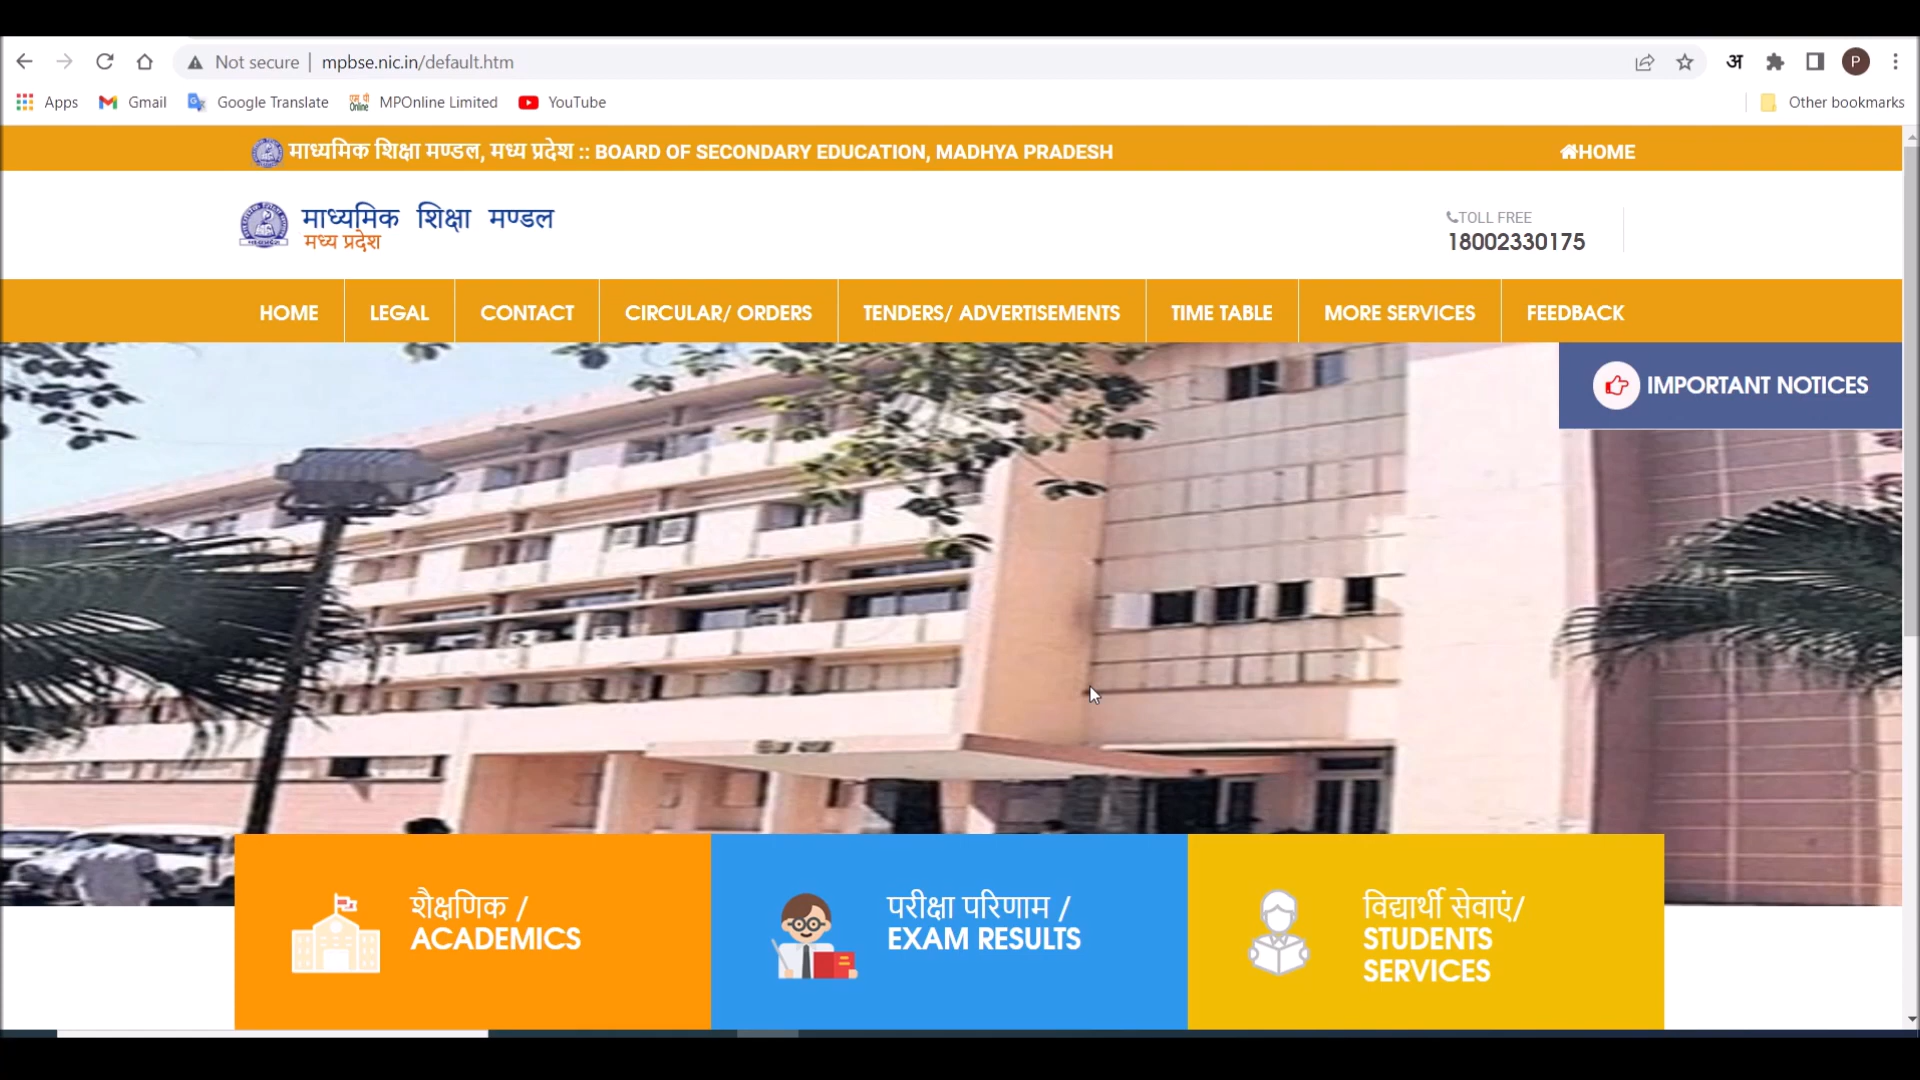 Not secure | mpbse.nic.in/default.htm
अ
P
Apps Gmail Google Translate MPOnline Limited YouTube Other bookmarks
माध्यमिक शिक्षा मण्डल, मध्य प्रदेश :: BOARD OF SECONDARY EDUCATION, MADHYA PRADESH
HOME
माध्यमिक शिक्षा मण्डल
मध्य प्रदेश
TOLL FREE
18002330175
HOME LEGAL CONTACT CIRCULAR/ ORDERS TENDERS/ ADVERTISEMENTS TIME TABLE MORE SERVICES FEEDBACK
IMPORTANT NOTICES
शैक्षणिक /
ACADEMICS
परीक्षा परिणाम /
EXAM RESULTS
विद्यार्थी सेवाएं/
STUDENTS
SERVICES